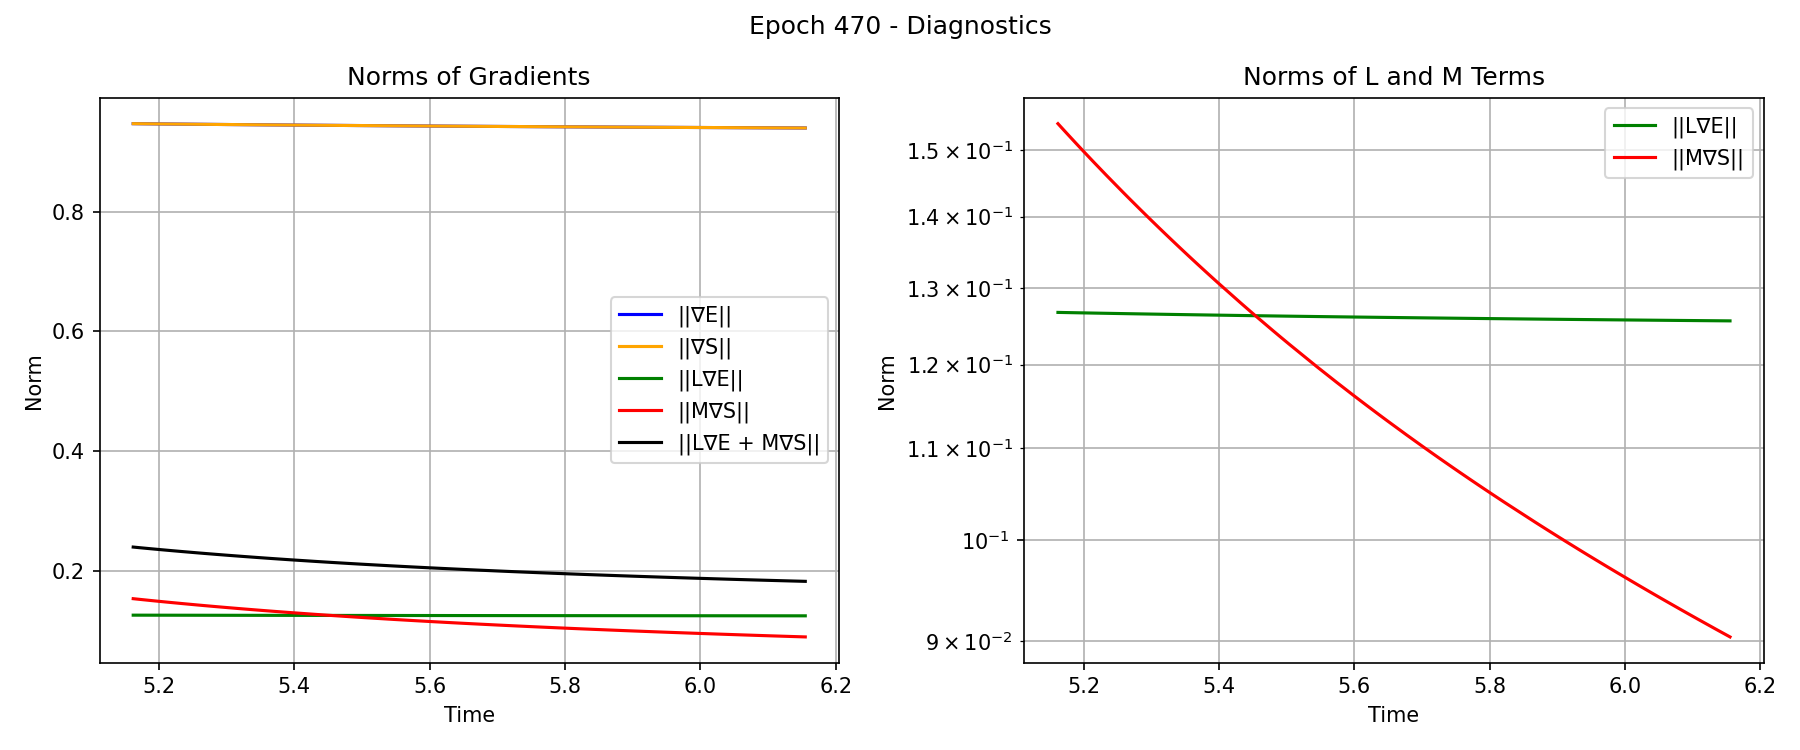 Epoch 470 - Diagnostics
Norms of Gradients
Norm
0.8
0.6
0.4
0.2
||∇E||
||∇S||
||L∇E||
||M∇S||
||L∇E + M∇S||
5.2 5.4 5.6 5.8 6.0 6.2
Time
Norms of L and M Terms
Norm
1.5 × 10⁻¹
1.4 × 10⁻¹
1.3 × 10⁻¹
1.2 × 10⁻¹
1.1 × 10⁻¹
10⁻¹
9 × 10⁻²
||L∇E||
||M∇S||
5.2 5.4 5.6 5.8 6.0 6.2
Time